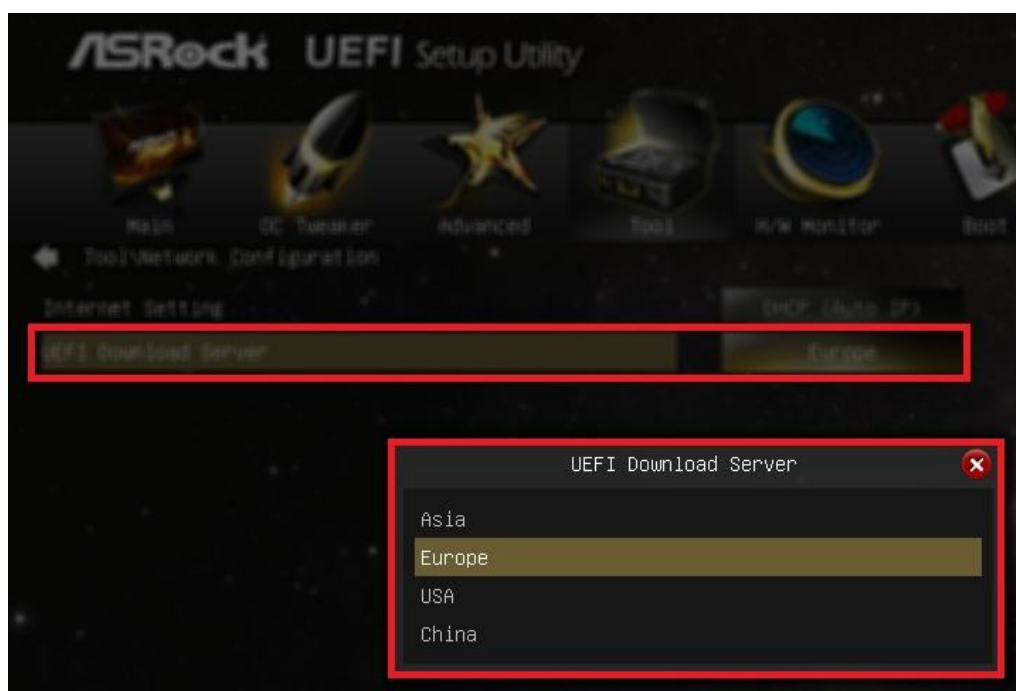 ASRock UEFI Setup Utility
Main OC Tweaker Advanced Tool H/W Monitor Boot
Tool\Network Configuration
Internet Setting DHCP (Auto IP)
UEFI Download Server Europe
UEFI Download Server
Asia
Europe
USA
China